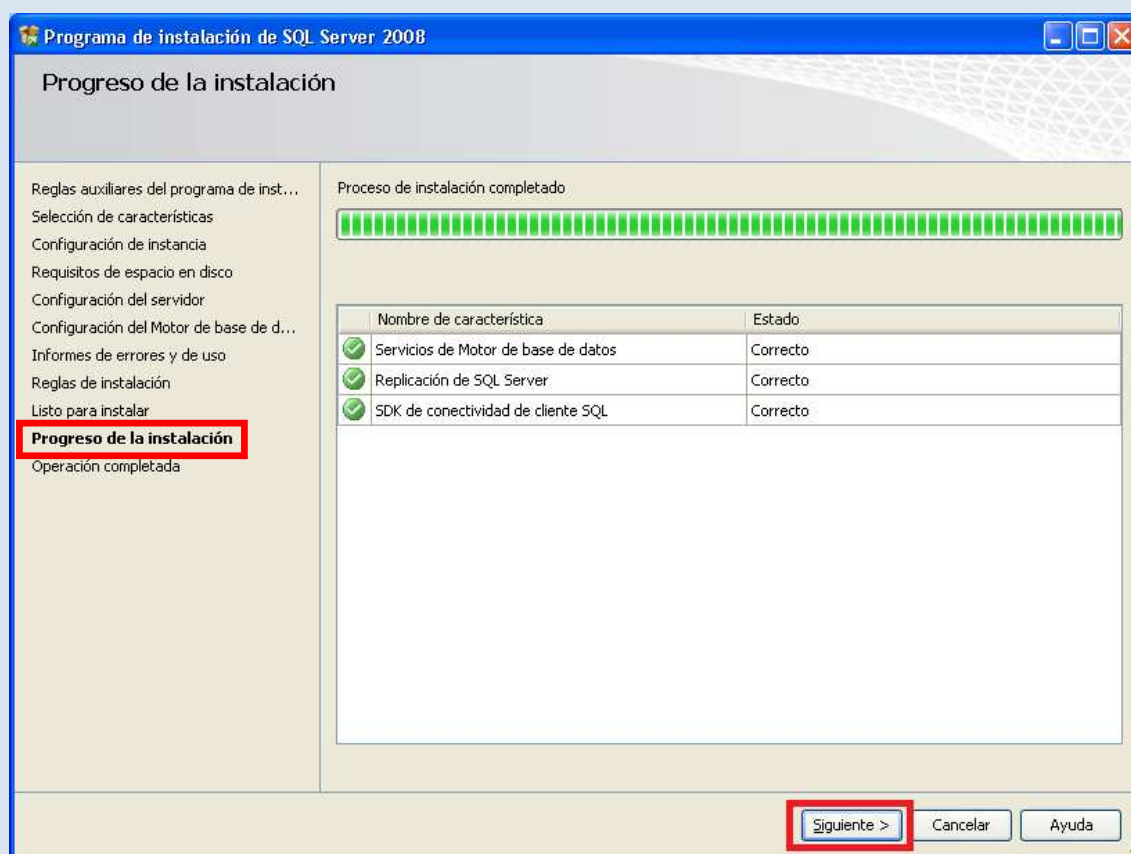 Programa de instalación de SQL Server 2008
Progreso de la instalación
Reglas auxiliares del programa de inst...
Selección de características
Configuración de instancia
Requisitos de espacio en disco
Configuración del servidor
Configuración del Motor de base de d...
Informes de errores y de uso
Reglas de instalación
Listo para instalar
Progreso de la instalación
Operación completada
Proceso de instalación completado
Nombre de característica Estado
Servicios de Motor de base de datos Correcto
Replicación de SQL Server Correcto
SDK de conectividad de cliente SQL Correcto
Siguiente > Cancelar Ayuda